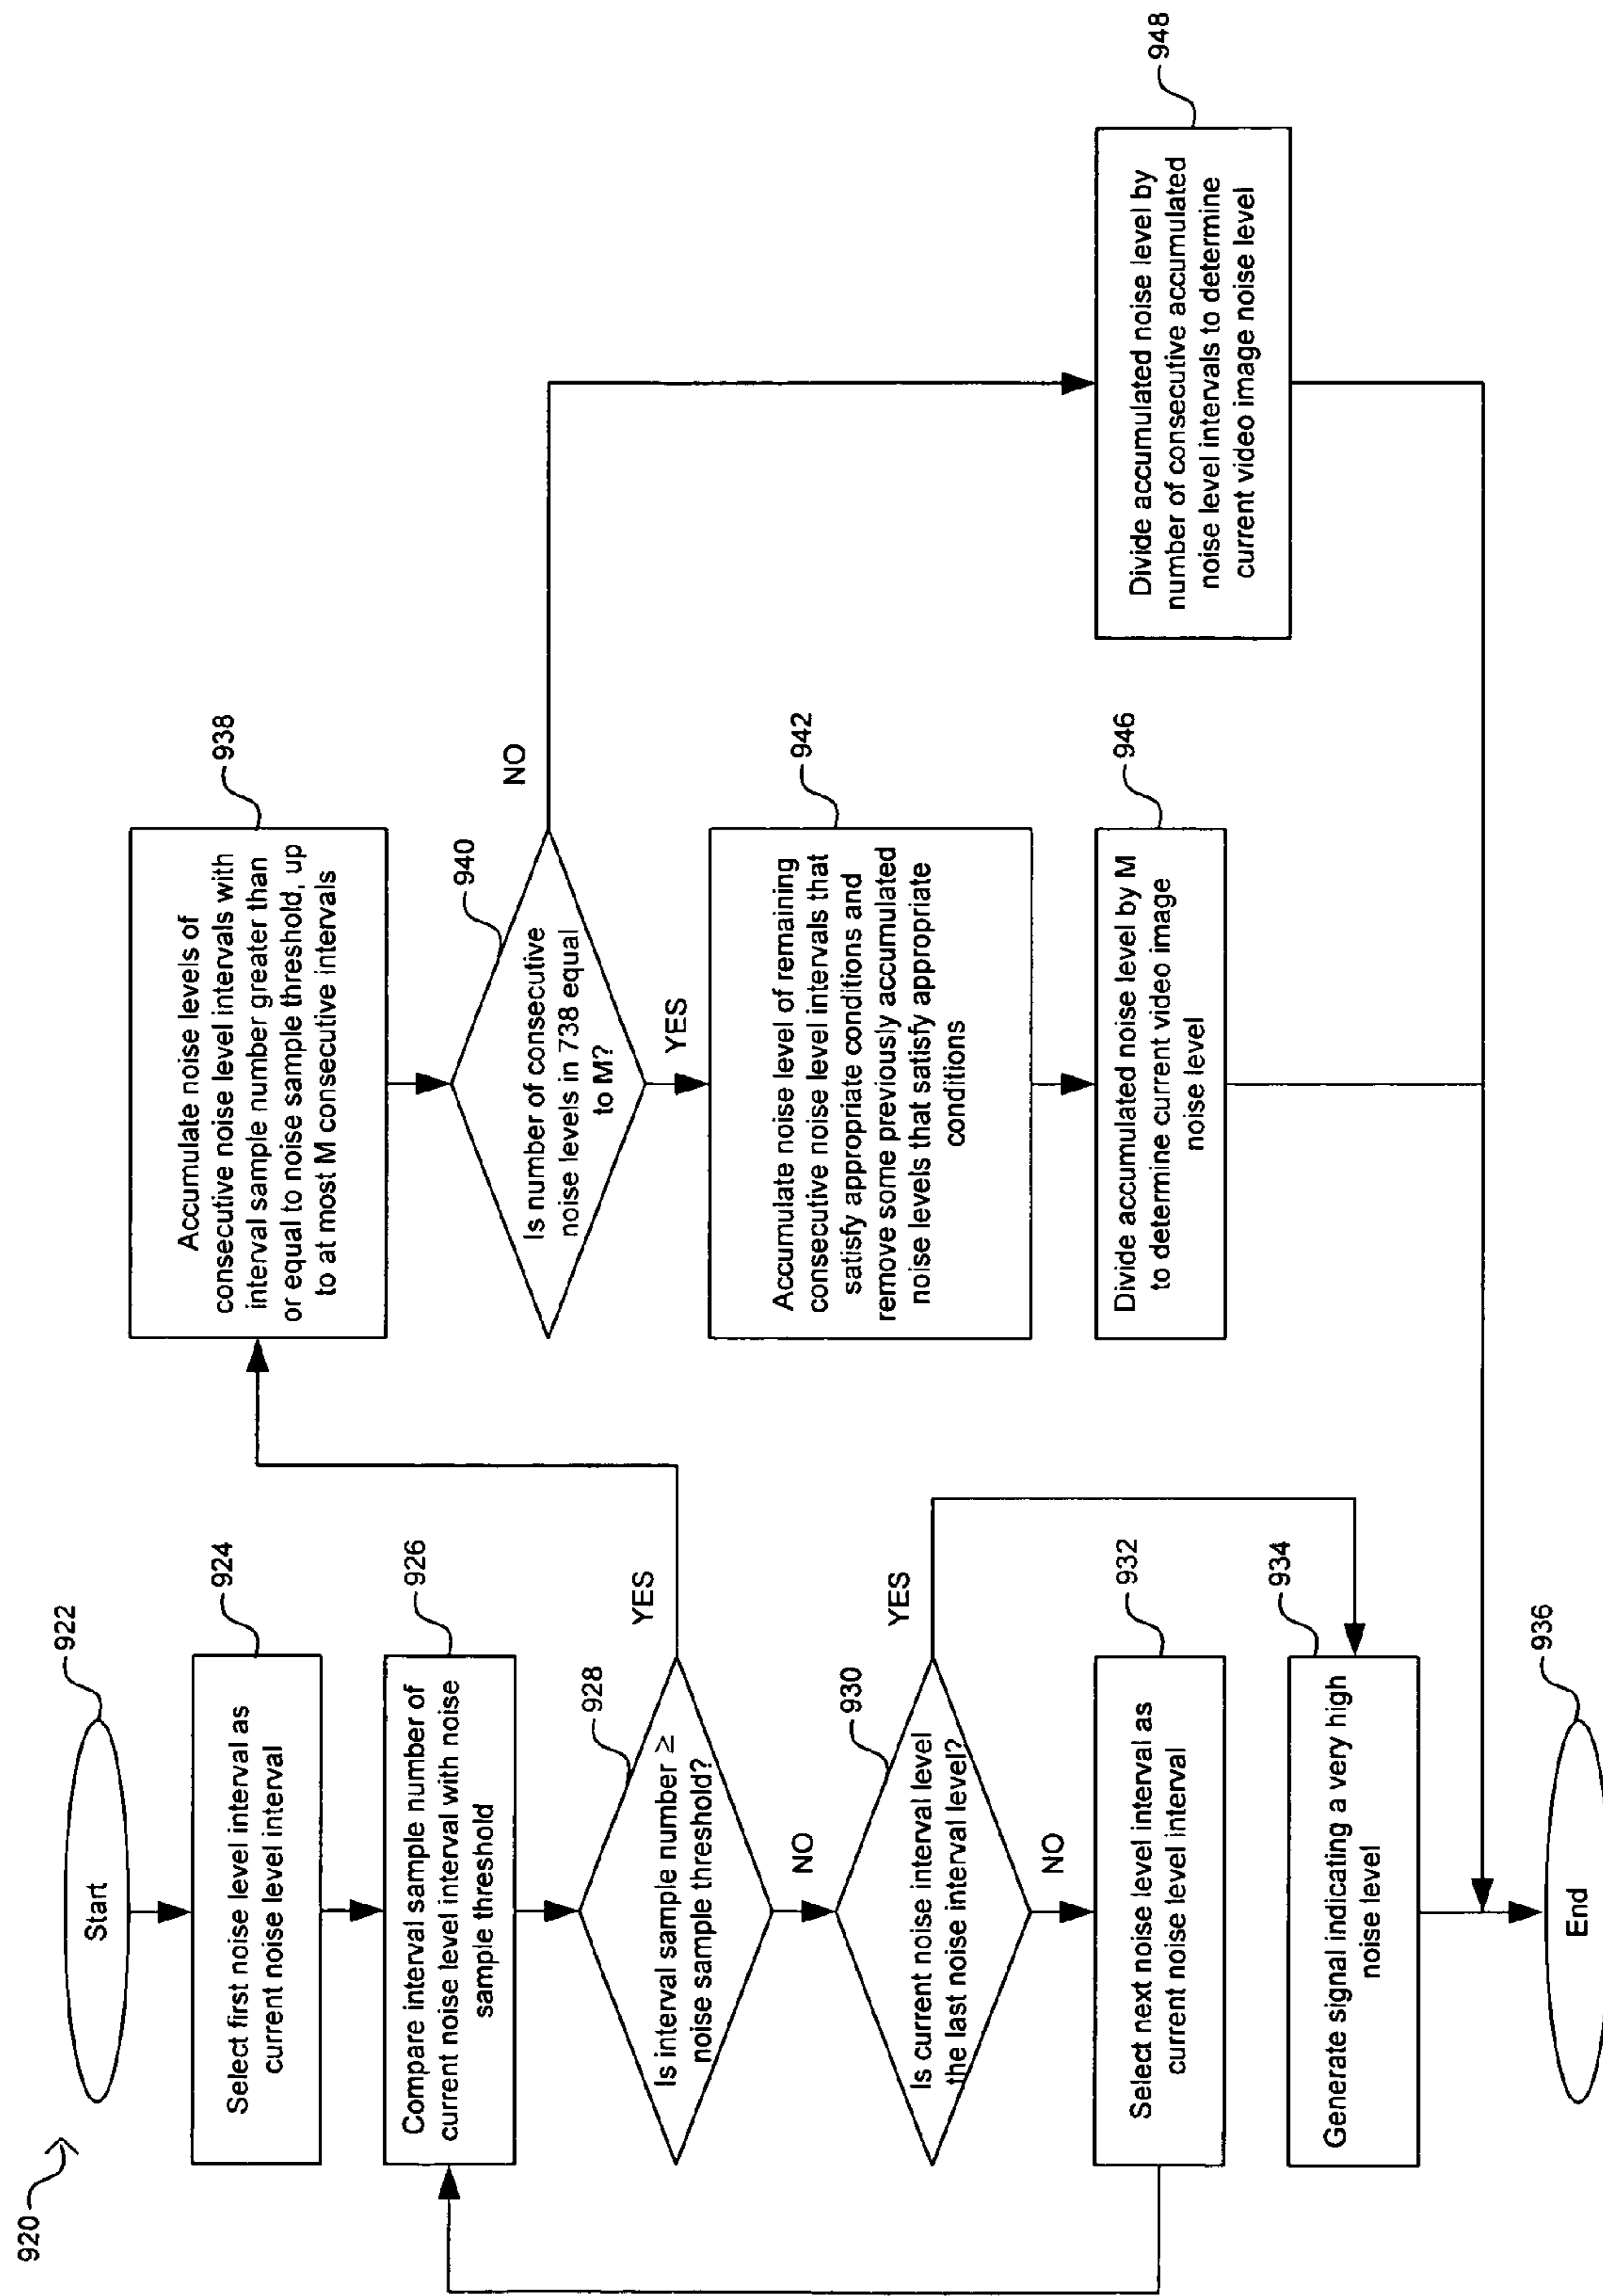 920
922
Start
924
Select first noise level interval as
current noise level interval
926
Compare interval sample number of
current noise level interval with noise
sample threshold
928
Is interval sample number ≥
noise sample threshold?
YES
NO
930
Is current noise interval level
the last noise interval level?
YES
NO
932
Select next noise level interval as
current noise level interval
934
Generate signal indicating a very high
noise level
936
End
938
Accumulate noise levels of
consecutive noise level intervals with
interval sample number greater than
or equal to noise sample threshold, up
to at most M consecutive intervals
940
Is number of consecutive
noise levels in 738 equal
to M?
NO
YES
942
Accumulate noise level of remaining
consecutive noise level intervals that
satisfy appropriate conditions and
remove some previously accumulated
noise levels that satisfy appropriate
conditions
946
Divide accumulated noise level by M
to determine current video image
noise level
948
Divide accumulated noise level by
number of consecutive accumulated
noise level intervals to determine
current video image noise level